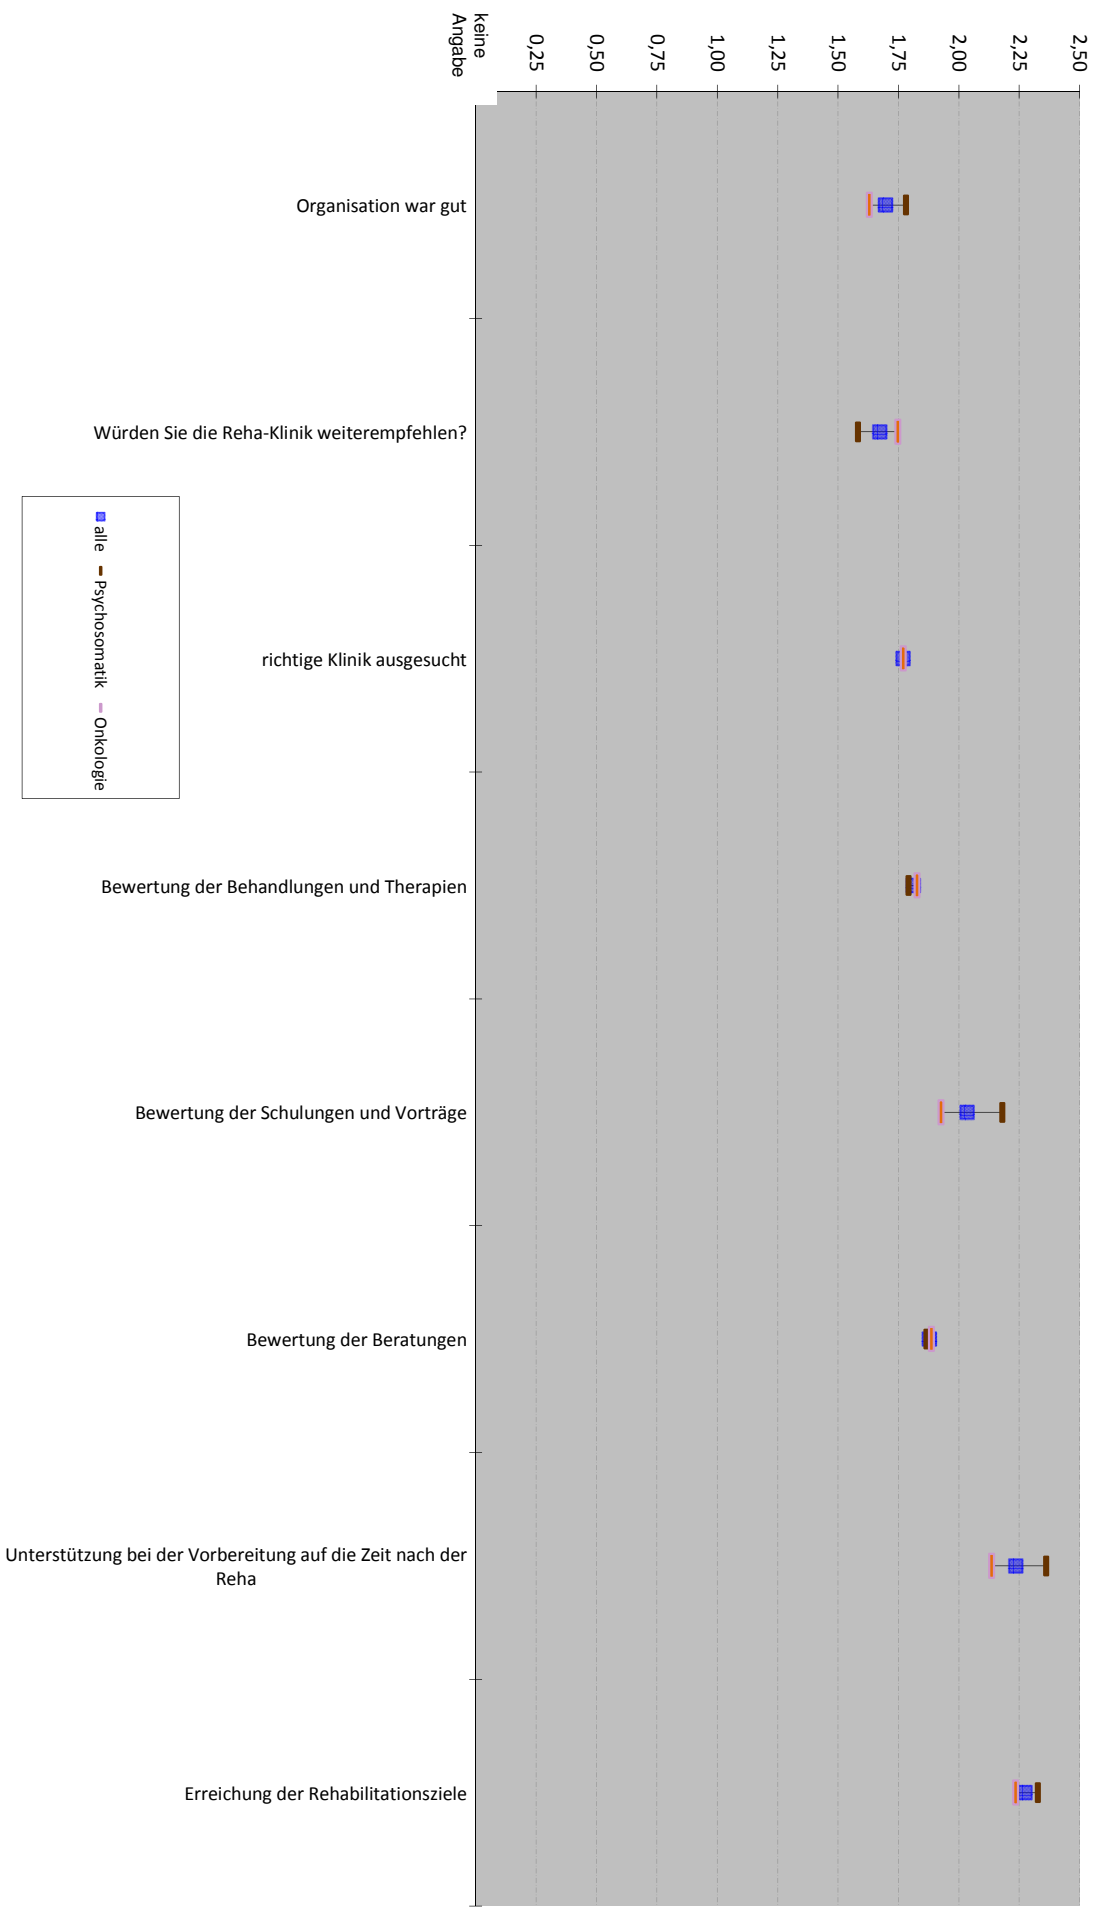 2,50
2,25
2,00
1,75
1,50
1,25
1,00
0,75
0,50
0,25
keine
Angabe
Organisation war gut
Würden Sie die Reha-Klinik weiterempfehlen?
richtige Klinik ausgesucht
Bewertung der Behandlungen und Therapien
Bewertung der Schulungen und Vorträge
Bewertung der Beratungen
Unterstützung bei der Vorbereitung auf die Zeit nach der
Reha
Erreichung der Rehabilitationsziele
alle Psychosomatik Onkologie